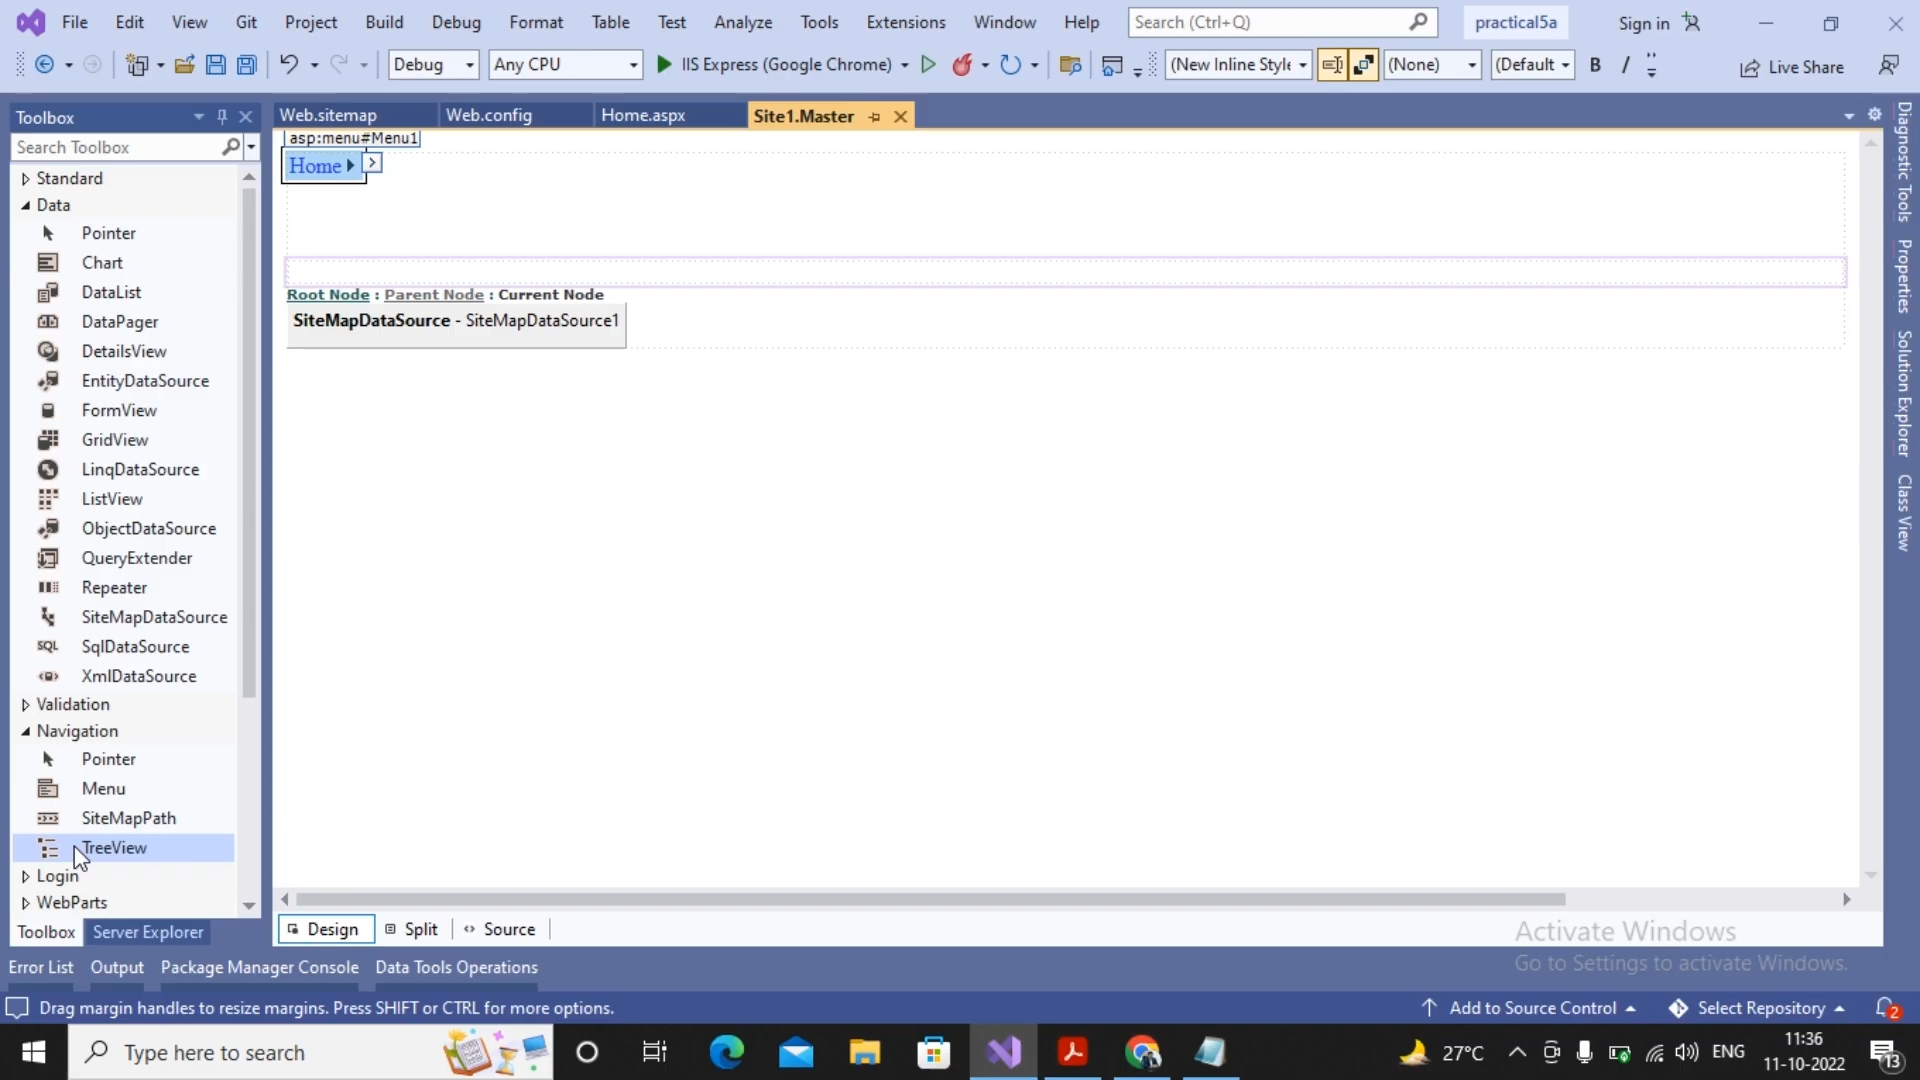 File Edit View Git Project Build Debug Format Table Test Analyze Tools Extensions Window Help Search (Ctrl+Q) practical5a Sign in
Debug Any CPU IIS Express (Google Chrome) (New Inline Style (None) (Default B I Live Share
Toolbox
Search Toolbox
Standard
Data
Pointer
Chart
DataList
DataPager
DetailsView
EntityDataSource
FormView
GridView
LinqDataSource
ListView
ObjectDataSource
QueryExtender
Repeater
SiteMapDataSource
SQL SqlDataSource
XmlDataSource
Validation
Navigation
Pointer
Menu
SiteMapPath
TreeView
Login
WebParts
Toolbox Server Explorer
Web.sitemap Web.config Home.aspx Site1.Master
asp:menu#Menu1
Home
Root Node : Parent Node : Current Node
SiteMapDataSource - SiteMapDataSource1
Design Split Source
Diagnostic Tools
Properties
Solution Explorer
Class View
Activate Windows
Go to Settings to activate Windows.
Error List Output Package Manager Console Data Tools Operations
Drag margin handles to resize margins. Press SHIFT or CTRL for more options. Add to Source Control Select Repository 2
Type here to search 27°C ENG 11:36
11-10-2022 13